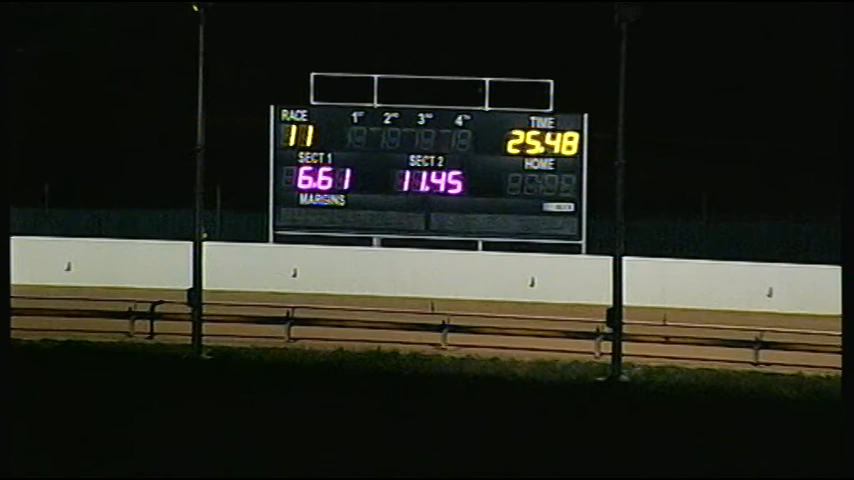 RACE 1ST 2ND 3RD 4TH TIME
11 25.48
SECT 1 SECT 2 HOME
6.61 11.45
MARGINS